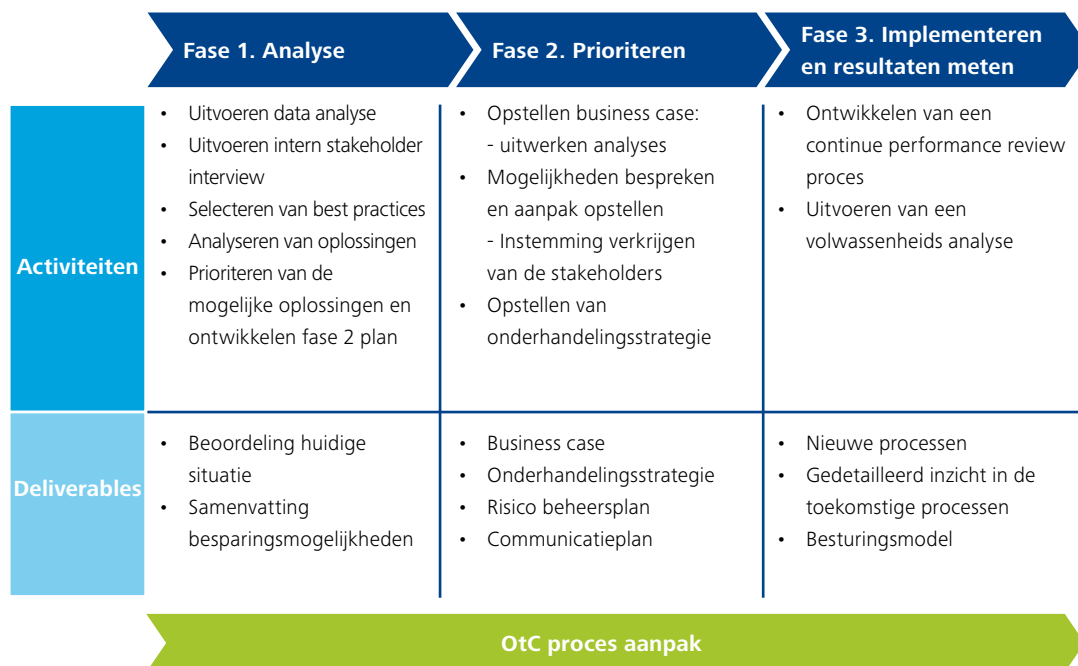 Fase 1. Analyse
Fase 2. Prioriteren
Fase 3. Implementeren
en resultaten meten
Activiteiten
• Uitvoeren data analyse
• Uitvoeren intern stakeholder
interview
• Selecteren van best practices
• Analyseren van oplossingen
• Prioriteren van de
mogelijke oplossingen en
ontwikkelen fase 2 plan
• Opstellen business case:
- uitwerken analyses
• Mogelijkheden bespreken
en aanpak opstellen
- Instemming verkrijgen
van de stakeholders
• Opstellen van
onderhandelingsstrategie
• Ontwikkelen van een
continue performance review
proces
• Uitvoeren van een
volwassenheids analyse
Deliverables
• Beoordeling huidige
situatie
• Samenvatting
besparingsmogelijkheden
• Business case
• Onderhandelingsstrategie
• Risico beheersplan
• Communicatieplan
• Nieuwe processen
• Gedetailleerd inzicht in de
toekomstige processen
• Besturingsmodel
OtC proces aanpak